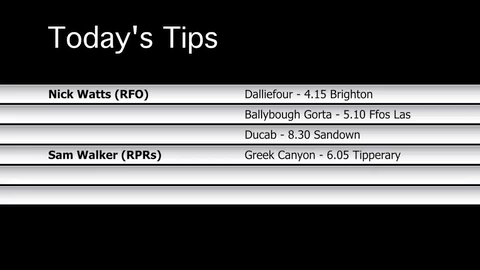 Today's Tips
Nick Watts (RFO) Dalliefour - 4.15 Brighton
Ballybough Gorta - 5.10 Ffos Las
Ducab - 8.30 Sandown
Sam Walker (RPRs) Greek Canyon - 6.05 Tipperary